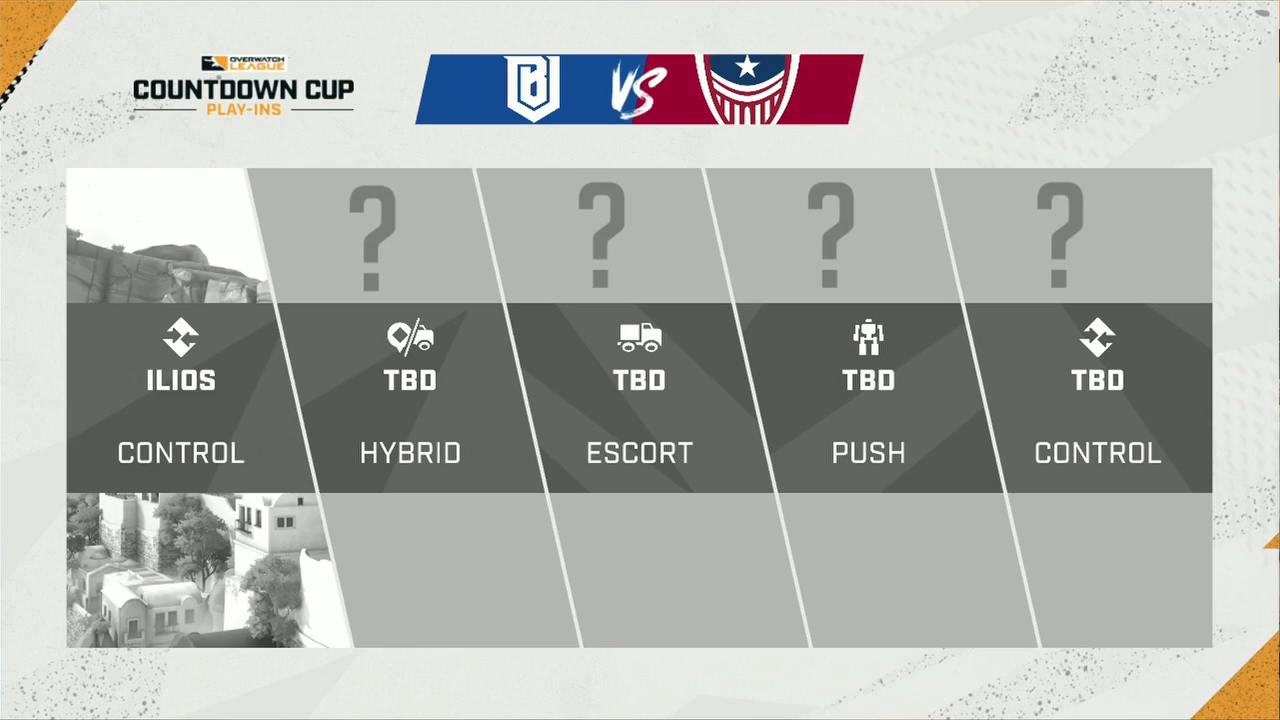 OVERWATCH
LEAGUE
COUNTDOWN CUP
PLAY-INS
B
VS
? ? ? ?
ILIOS TBD TBD TBD TBD
CONTROL HYBRID ESCORT PUSH CONTROL